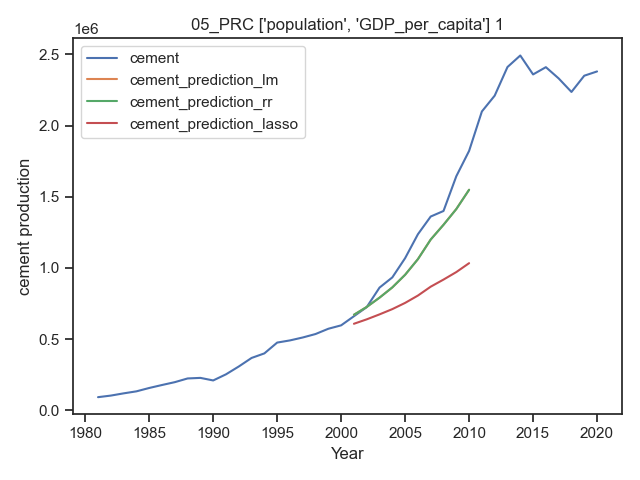 05_PRC ['population', 'GDP_per_capita'] 1
1e6
cement
cement_prediction_lm
cement_prediction_rr
cement_prediction_lasso
2.5
2.0
1.5
1.0
0.5
0.0
cement production
1980 1985 1990 1995 2000 2005 2010 2015 2020
Year